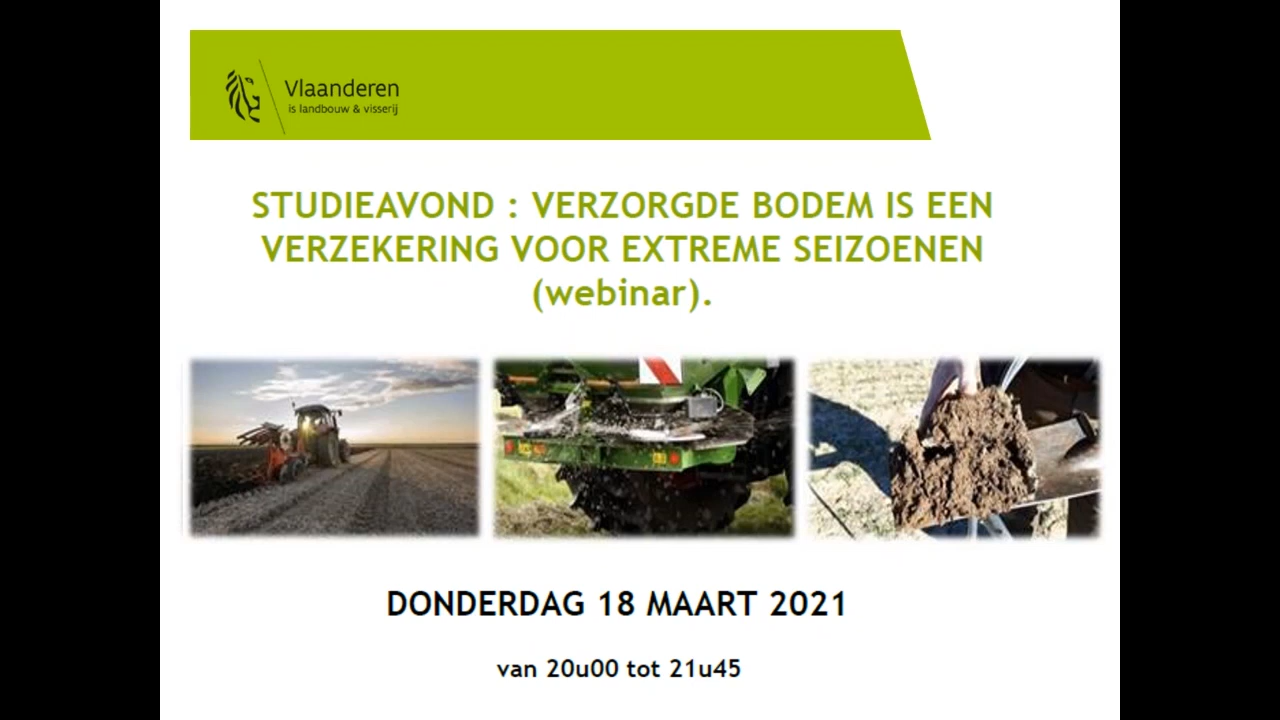 Vlaanderen
is landbouw & visserij
STUDIEAVOND : VERZORGDE BODEM IS EEN
VERZEKERING VOOR EXTREME SEIZOENEN
(webinar).
DONDERDAG 18 MAART 2021
van 20u00 tot 21u45